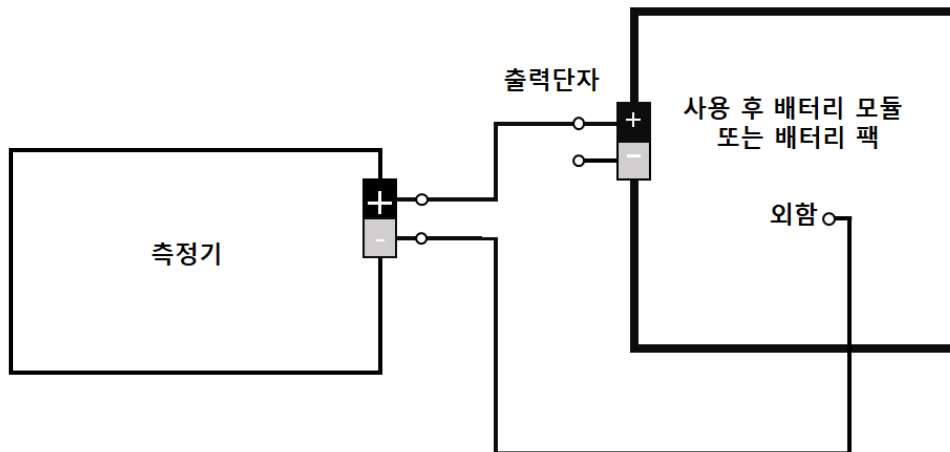 출력단자
사용 후 배터리 모듈
또는 배터리 팩
+
-
외함
+
-
측정기